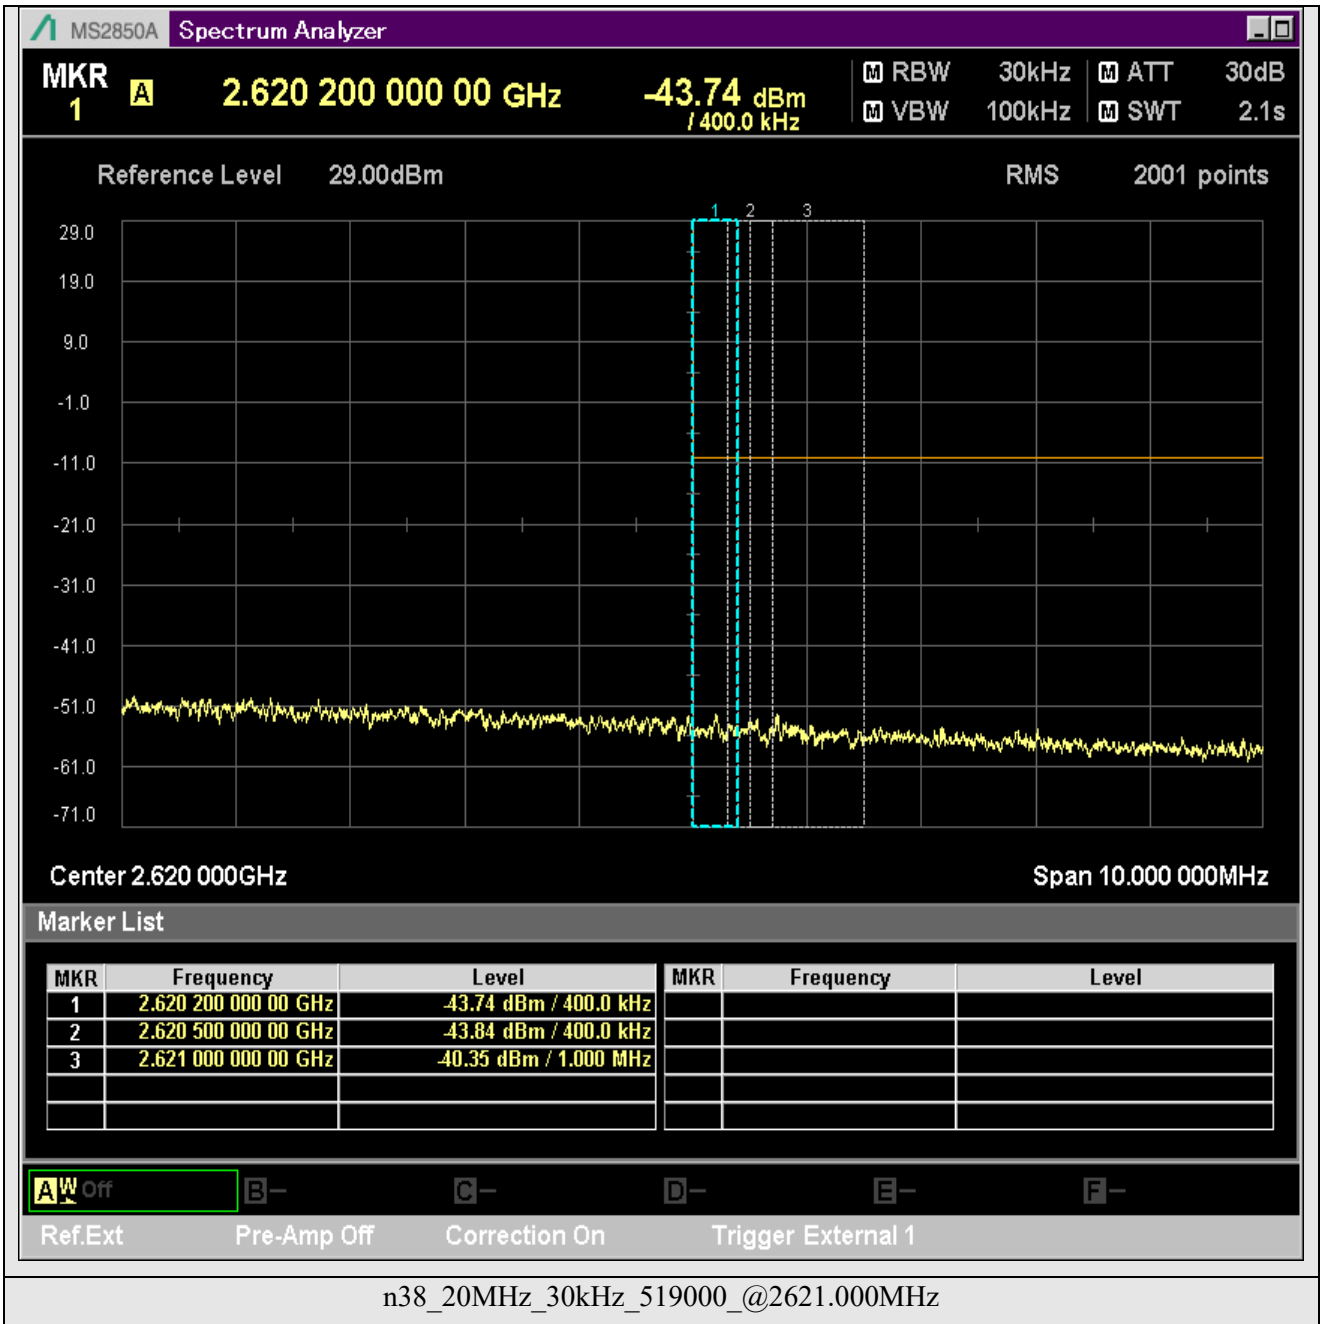 MS2850A Spectrum Analyzer
MKR 1 A 2.620 200 000 00 GHz -43.74 dBm / 400.0 kHz
M RBW 30kHz M ATT 30dB
M VBW 100kHz M SWT 2.1s
Reference Level 29.00dBm RMS 2001 points
1 2 3
29.0
19.0
9.0
-1.0
-11.0
-21.0
-31.0
-41.0
-51.0
-61.0
-71.0
Center 2.620 000GHz Span 10.000 000MHz
Marker List
MKR Frequency Level MKR Frequency Level
1 2.620 200 000 00 GHz -43.74 dBm / 400.0 kHz
2 2.620 500 000 00 GHz -43.84 dBm / 400.0 kHz
3 2.621 000 000 00 GHz -40.35 dBm / 1.000 MHz
A W Off B- C- D- E- F-
Ref.Ext Pre-Amp Off Correction On Trigger External 1
n38_20MHz_30kHz_519000_@2621.000MHz